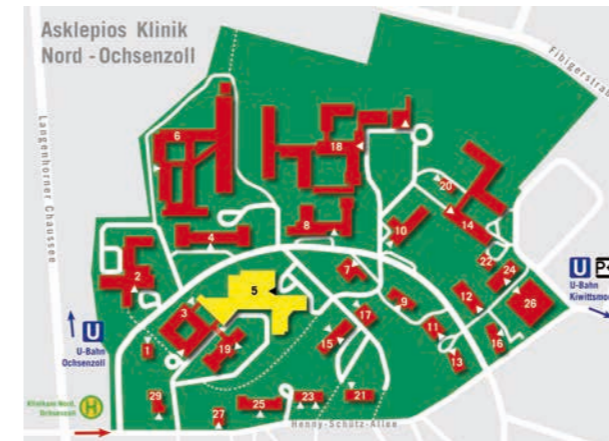 Asklepios Klinik
Nord - Ochsenzoll
Fibigerstraß
Langenhorner Chaussee
6
18
20
14
4
8
10
2
7
5
22
24
U
U-Bahn
Kiwittsmoo
3
9
12
26
17
U
U-Bahn
Ochsenzoll
1
19
15
11
16
13
29
25
23
21
27
Klinikum Nord,
Ochsenzoll
H
Henny-Schütz-Allee